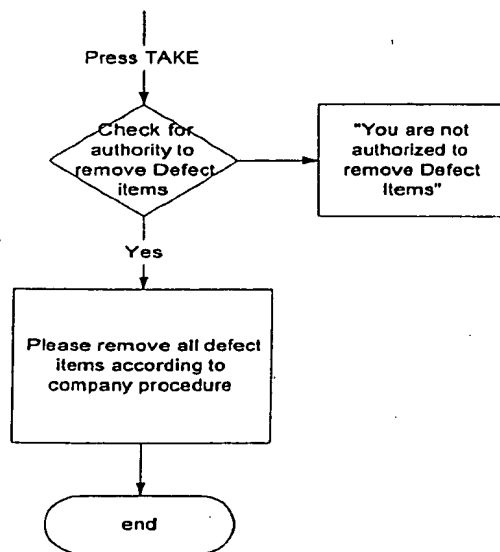 Press TAKE
Check for
authority to
remove Defect
items
"You are not
authorized to
remove Defect
Items"
Yes
Please remove all defect
items according to
company procedure
end